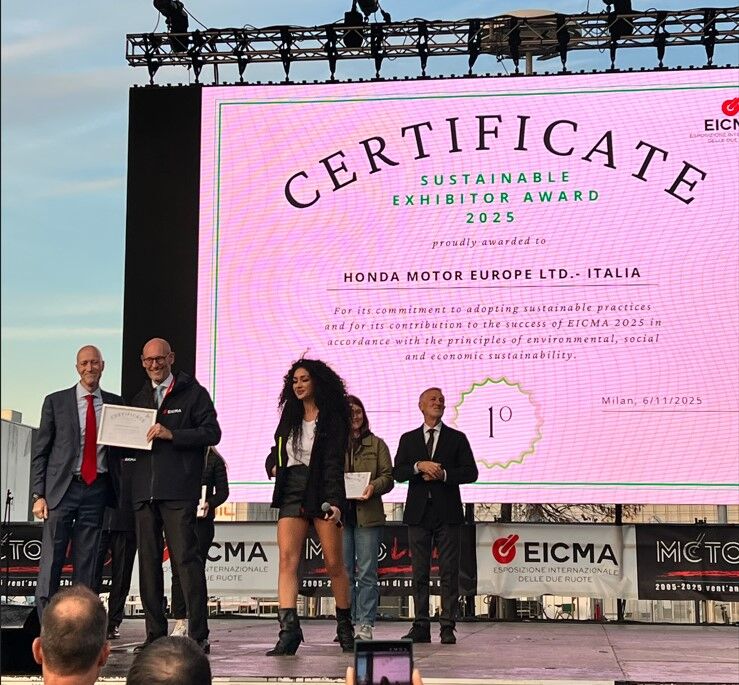 CERTIFICATE
SUSTAINABLE
EXHIBITOR AWARD
2025
proudly awarded to
HONDA MOTOR EUROPE LTD.- ITALIA
For its commitment to adopting sustainable practices
and for its contribution to the success of EICMA 2025 in
accordance with the principles of environmental, social
and economic sustainability.
1º
Milan, 6/11/2025
CERTIFICATE
EICMA
EICMA
ESPOSIZIONE INTERNAZIONALE
DELLE DUE RUOTE